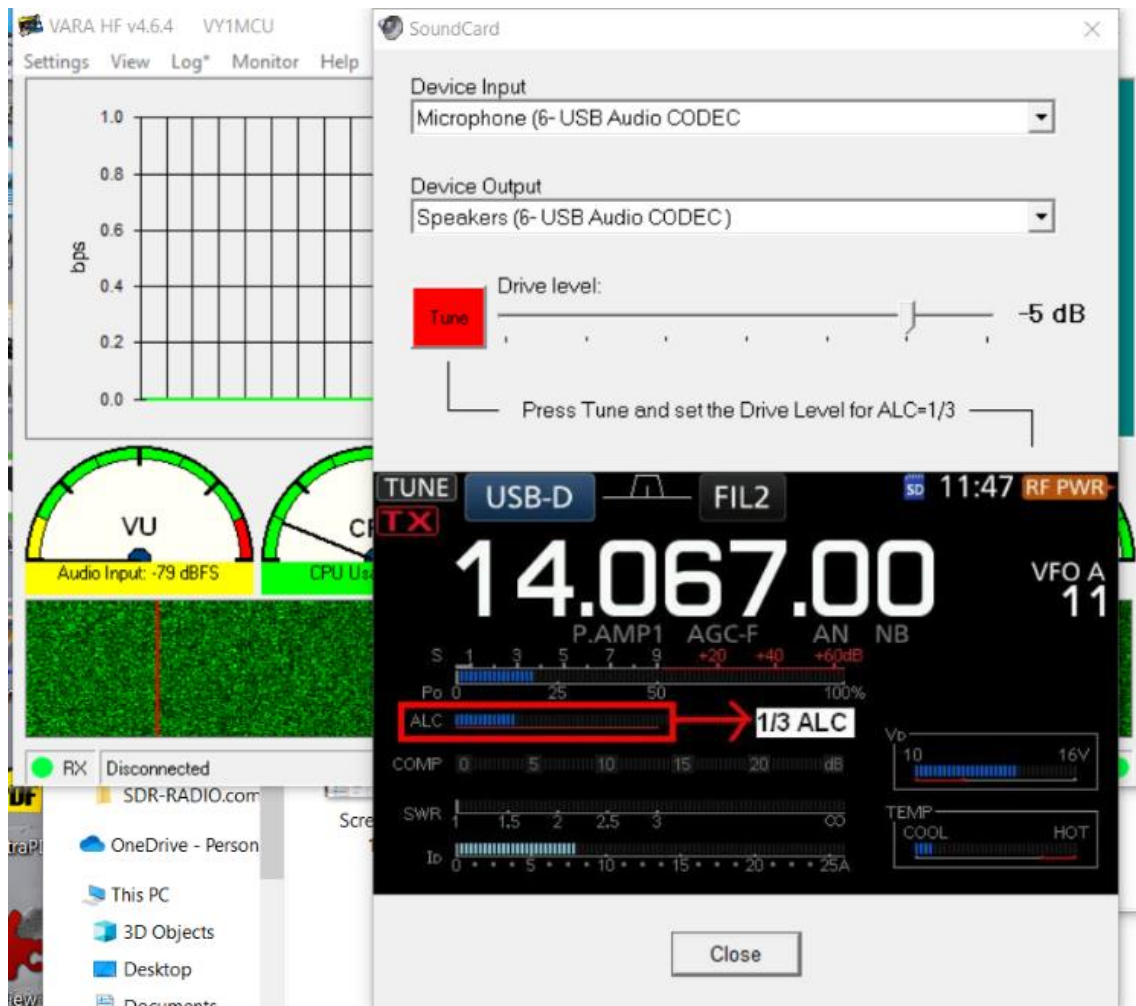 VARA HF v4.6.4 VY1MCU
Settings View Log* Monitor Help
1.0
0.8
0.6
0.4
0.2
0.0
bps
VU
Audio Input: -79 dBFS
RX Disconnected
SoundCard
Device Input
Microphone (6- USB Audio CODEC
Device Output
Speakers (6- USB Audio CODEC )
Drive level:
Tune
-5 dB
Press Tune and set the Drive Level for ALC=1/3
TUNE USB-D FIL2 SD 11:47 RF PWR
TX
14.067.00
VFO A
11
P.AMP1 AGC-F AN NB
S 1 3 5 7 9 +20 +40 +60dB
Po 0 25 50 100%
ALC 1/3 ALC
COMP 0 5 10 15 20 dB
SWR 1 1.5 2 2.5 3 ∞
ID 0 5 10 15 20 25A
VD
10 16V
TEMP
COOL HOT
Close
SDR-RADIO.com
OneDrive - Person
This PC
3D Objects
Desktop